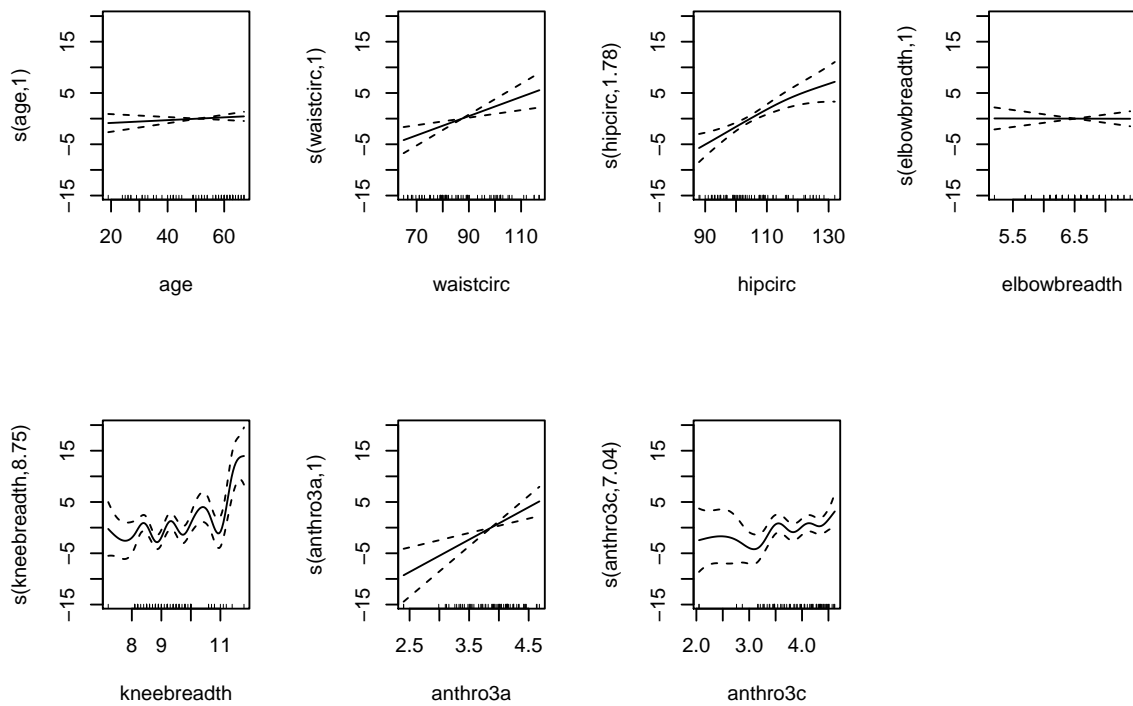 s(age,1)
−15 −5 5 15
20 40 60
age
s(waistcirc,1)
−15 −5 5 15
70 90 110
waistcirc
s(hipcirc,1.78)
−15 −5 5 15
90 110 130
hipcirc
s(elbowbreadth,1)
−15 −5 5 15
5.5 6.5
elbowbreadth
s(kneebreadth,8.75)
−15 −5 5 15
8 9 11
kneebreadth
s(anthro3a,1)
−15 −5 5 15
2.5 3.5 4.5
anthro3a
s(anthro3c,7.04)
−15 −5 5 15
2.0 3.0 4.0
anthro3c